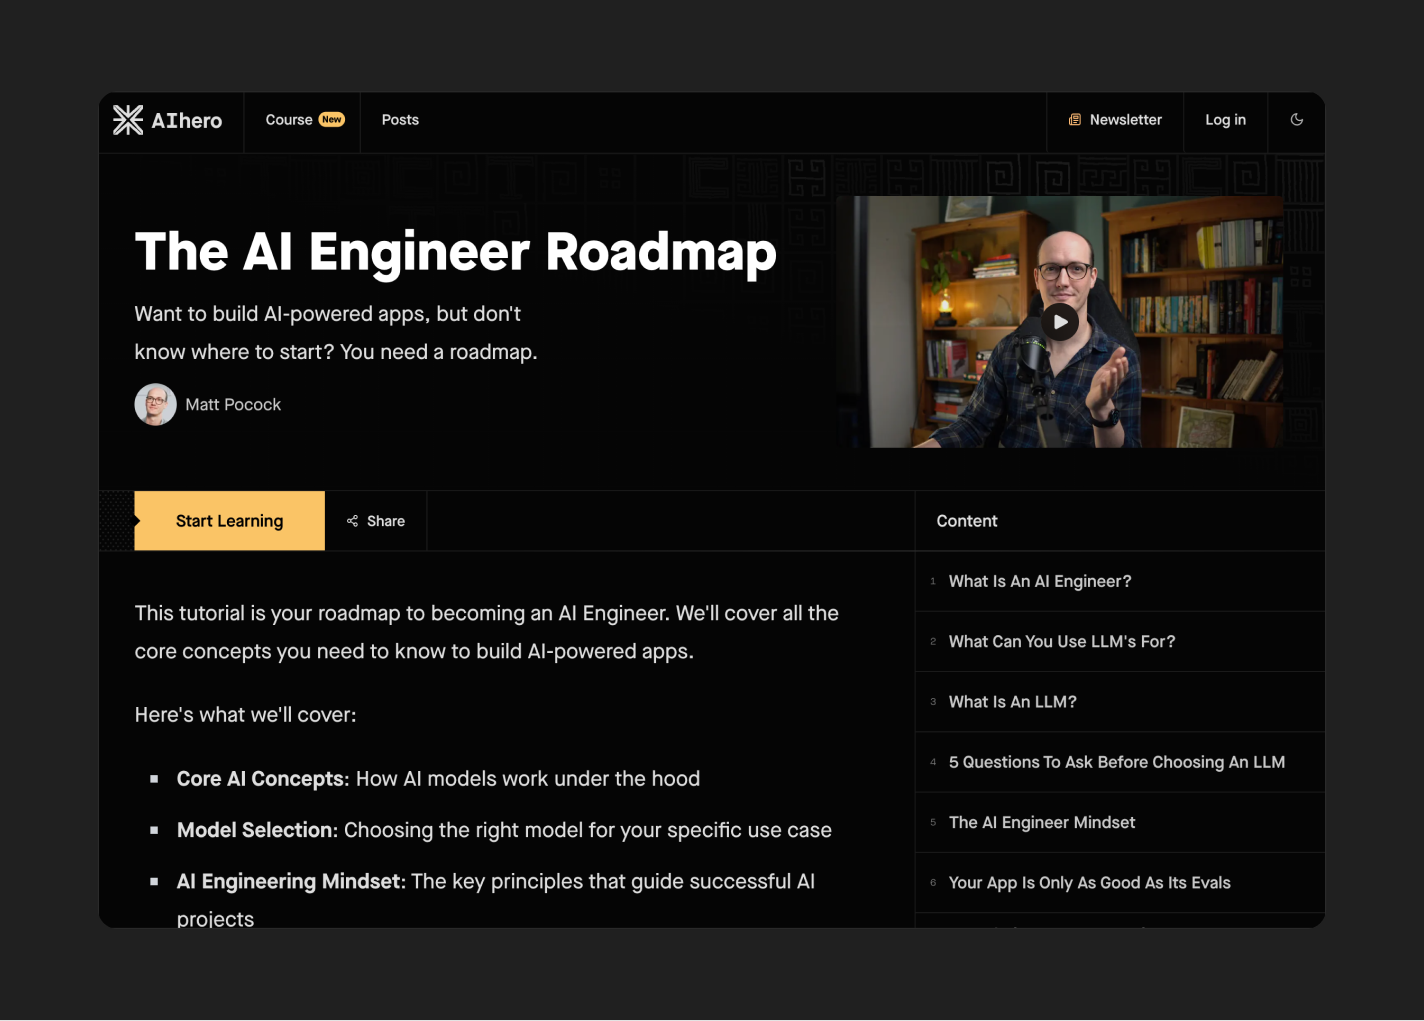 AIhero
Course New
Posts
Newsletter
Log in
The AI Engineer Roadmap
Want to build AI-powered apps, but don't
know where to start? You need a roadmap.
Matt Pocock
Start Learning
Share
This tutorial is your roadmap to becoming an AI Engineer. We'll cover all the
core concepts you need to know to build AI-powered apps.
Here's what we'll cover:
Core AI Concepts: How AI models work under the hood
Model Selection: Choosing the right model for your specific use case
AI Engineering Mindset: The key principles that guide successful AI
projects
Content
1 What Is An AI Engineer?
2 What Can You Use LLM's For?
3 What Is An LLM?
4 5 Questions To Ask Before Choosing An LLM
5 The AI Engineer Mindset
6 Your App Is Only As Good As Its Evals